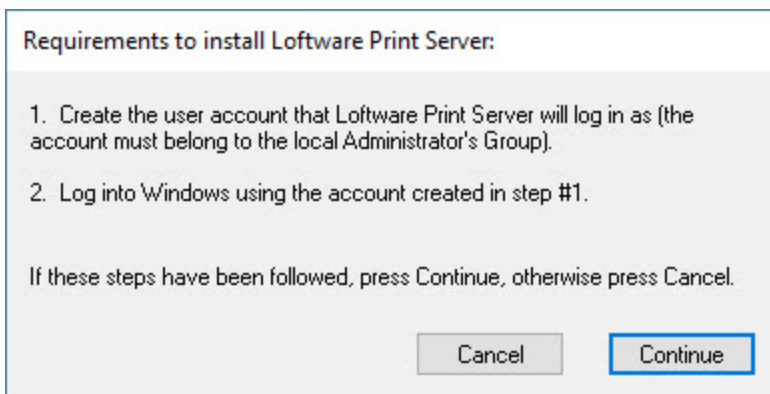 Requirements to install Loftware Print Server:
1. Create the user account that Loftware Print Server will log in as (the
account must belong to the local Administrator's Group).
2. Log into Windows using the account created in step #1.
If these steps have been followed, press Continue, otherwise press Cancel.
Cancel
Continue